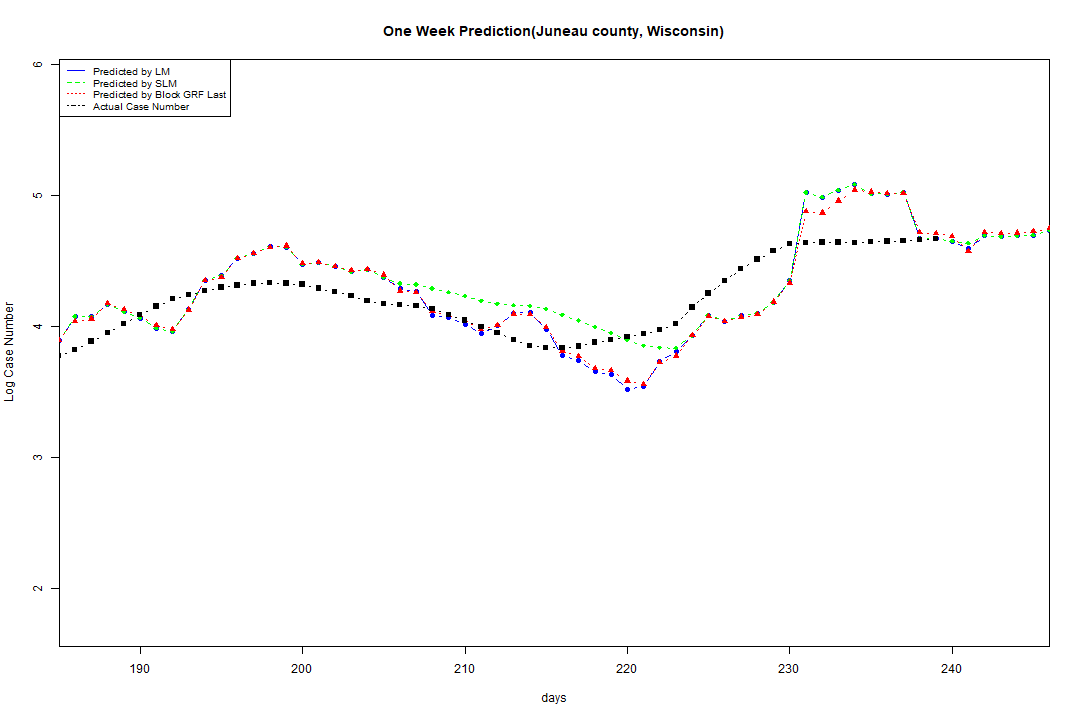 One Week Prediction(Juneau county, Wisconsin)
6
Predicted by LM
Predicted by SLM
Predicted by Block GRF Last
Actual Case Number
5
4
Log Case Number
3
2
190 200 210 220 230 240
days